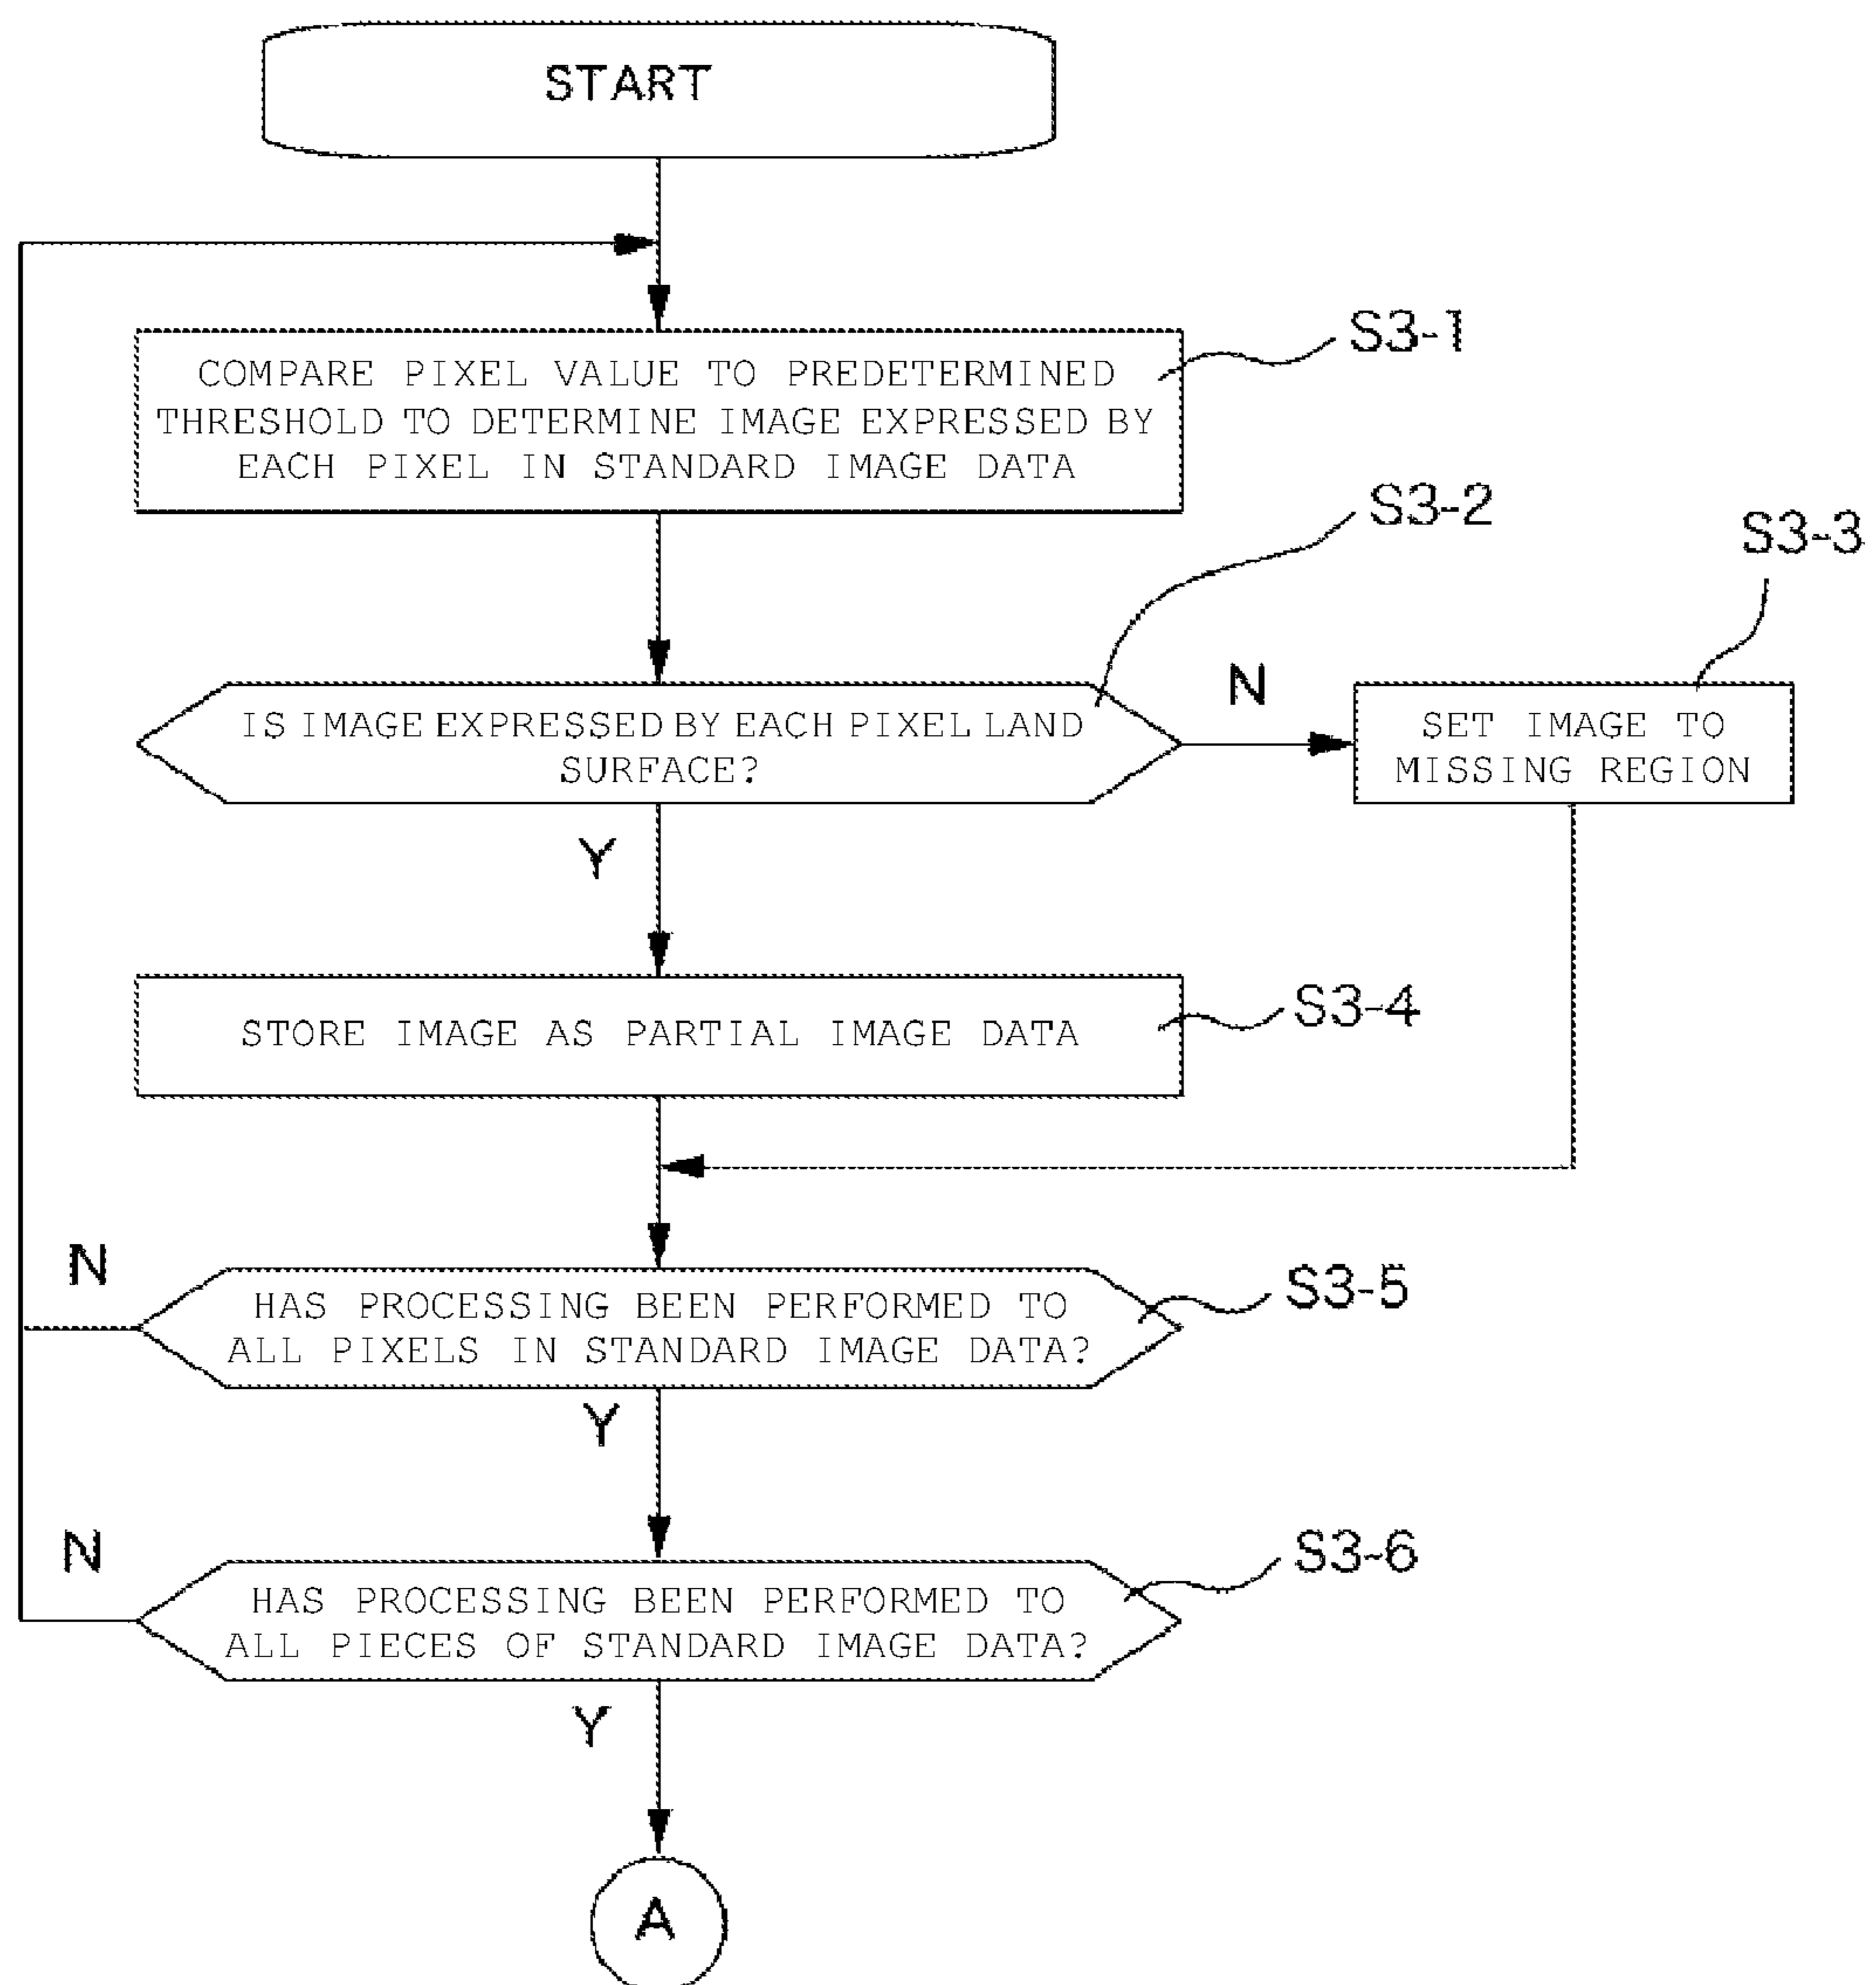 START
COMPARE PIXEL VALUE TO PREDETERMINED
THRESHOLD TO DETERMINE IMAGE EXPRESSED BY
EACH PIXEL IN STANDARD IMAGE DATA
S3-1
S3-2
S3-3
IS IMAGE EXPRESSED BY EACH PIXEL LAND
SURFACE?
N
SET IMAGE TO
MISSING REGION
Y
STORE IMAGE AS PARTIAL IMAGE DATA
S3-4
N
HAS PROCESSING BEEN PERFORMED TO
ALL PIXELS IN STANDARD IMAGE DATA?
S3-5
Y
N
HAS PROCESSING BEEN PERFORMED TO
ALL PIECES OF STANDARD IMAGE DATA?
S3-6
Y
A